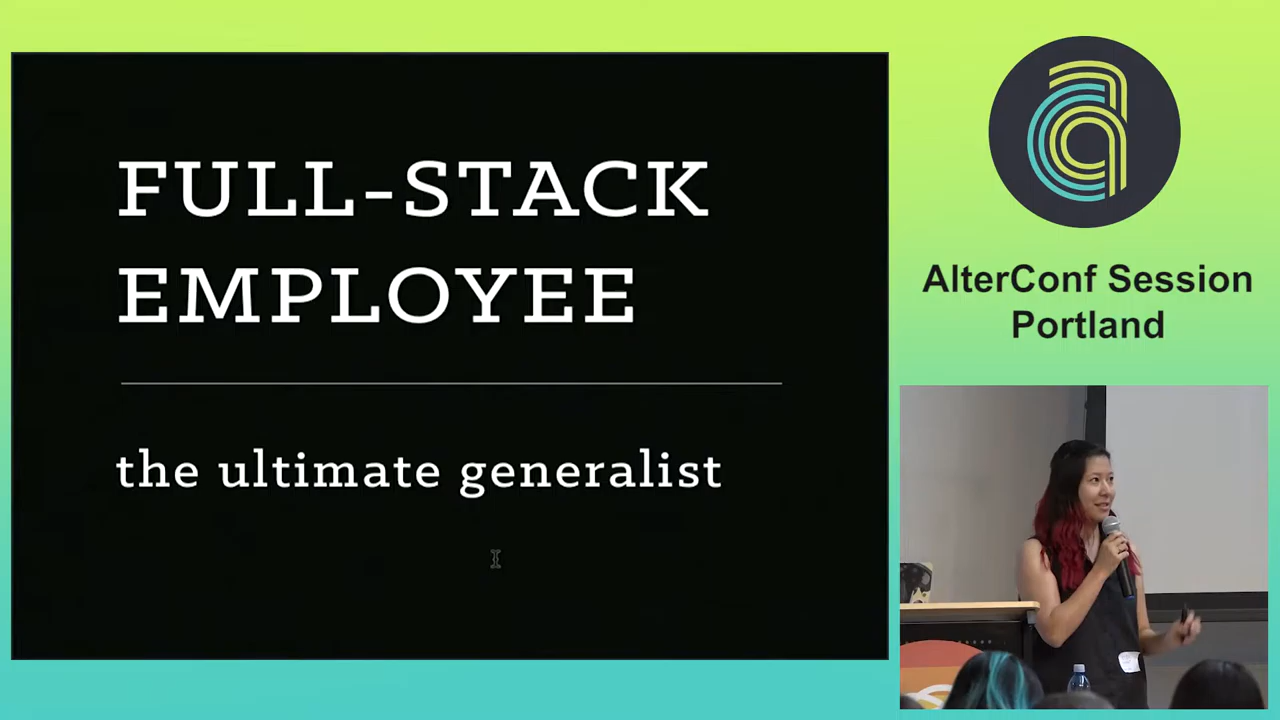 FULL-STACK
EMPLOYEE
the ultimate generalist
AlterConf Session
Portland